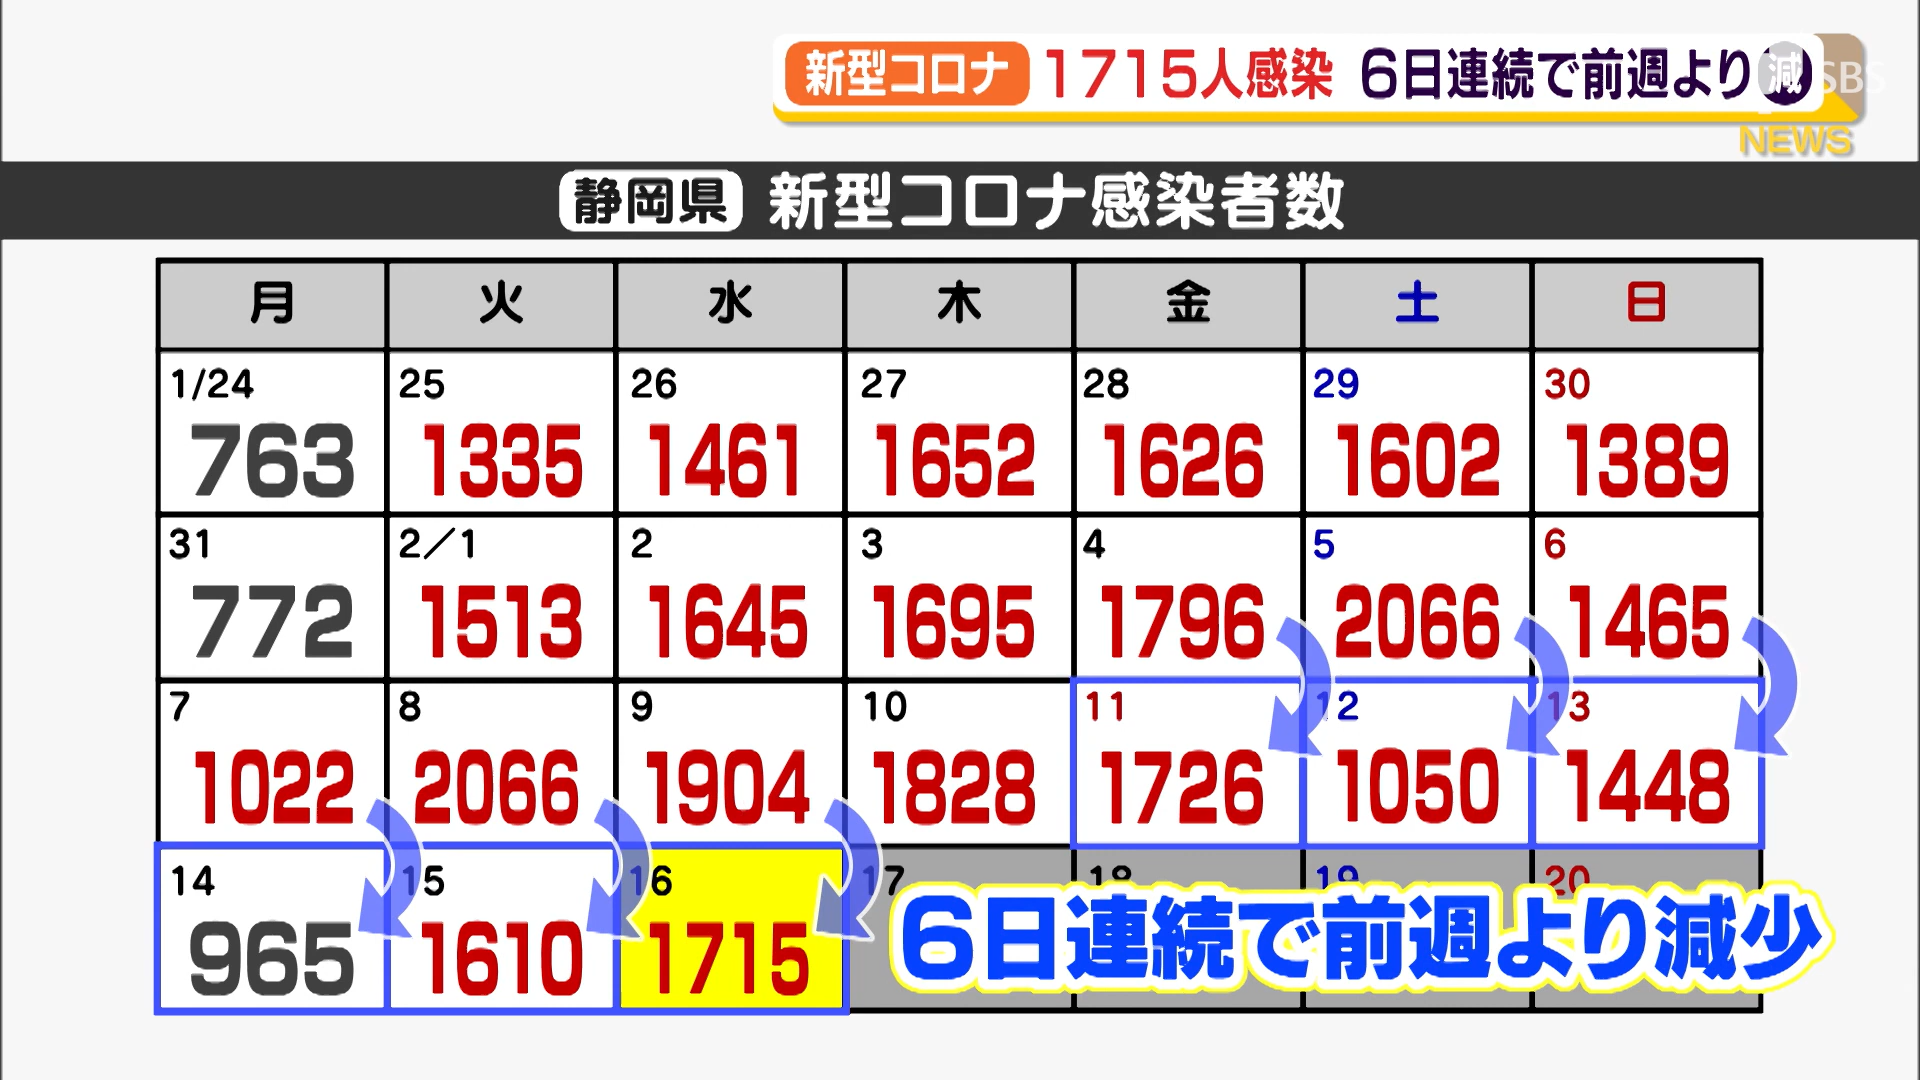 新型コロナ 1715人感染 6日連続で前週より減
SBS
NEWS
静岡県 新型コロナ感染者数
月 火 水 木 金 土 日
1/24 25 26 27 28 29 30
763 1335 1461 1652 1626 1602 1389
31 2/1 2 3 4 5 6
772 1513 1645 1695 1796 2066 1465
7 8 9 10 11 12 13
1022 2066 1904 1828 1726 1050 1448
14 15 16 17 18 19 20
965 1610 1715
6日連続で前週より減少